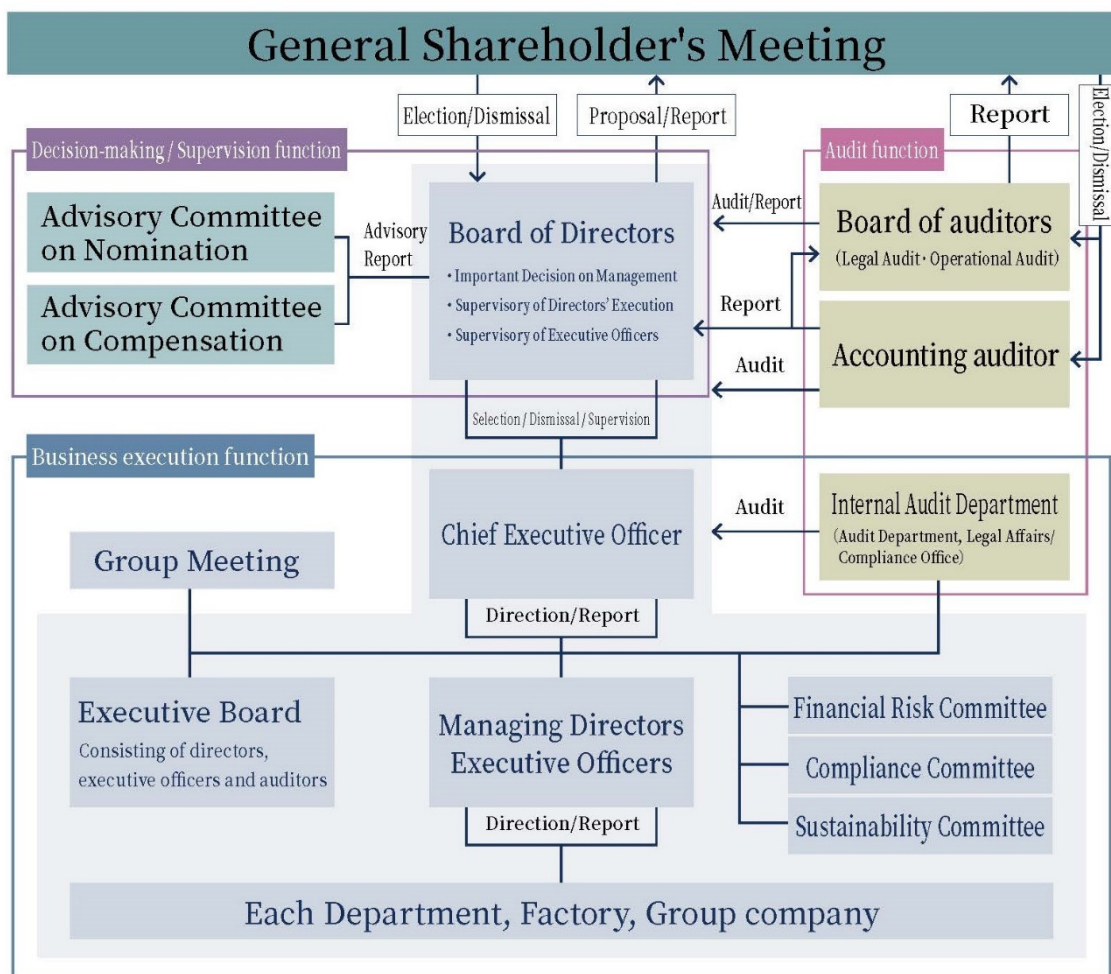 General Shareholder's Meeting
Election/Dismissal
Proposal/Report
Report
Election/Dismissal
Decision-making / Supervision function
Audit function
Advisory Committee
on Nomination
Advisory Committee
on Compensation
Advisory
Report
Board of Directors
・Important Decision on Management
・Supervisory of Directors' Execution
・Supervisory of Executive Officers
Audit/Report
Report
Audit
Board of auditors
(Legal Audit・Operational Audit)
Accounting auditor
Selection / Dismissal / Supervision
Business execution function
Chief Executive Officer
Audit
Internal Audit Department
(Audit Department, Legal Affairs/
Compliance Office)
Group Meeting
Direction/Report
Executive Board
Consisting of directors,
executive officers and auditors
Managing Directors
Executive Officers
Financial Risk Committee
Compliance Committee
Sustainability Committee
Direction/Report
Each Department, Factory, Group company